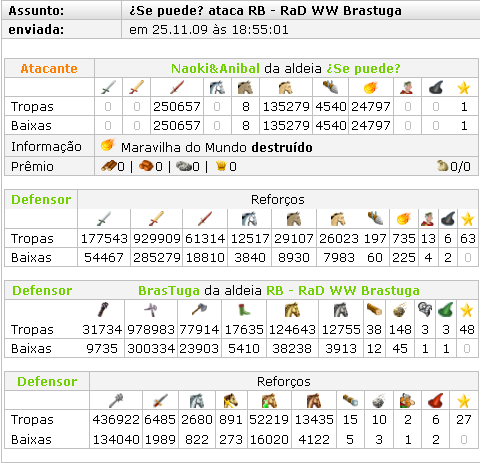 Assunto: ¿Se puede? ataca RB - RaD WW Brastuga
enviada: em 25.11.09 às 18:55:01
Atacante Naoki&Anibal da aldeia ¿Se puede?
Tropas 0 0 250657 0 8 135279 4540 24797 0 0 1
Baixas 0 0 250657 0 8 135279 4540 24797 0 0 1
Informação Maravilha do Mundo destruído
Prêmio 0 | 0 | 0 | 0 0/0
Defensor Reforços
Tropas 177543 929909 61314 12517 29107 26023 197 735 13 6 63
Baixas 54467 285279 18810 3840 8930 7983 60 225 4 2 0
Defensor BrasTuga da aldeia RB - RaD WW Brastuga
Tropas 31734 978983 77914 17635 124643 12755 38 148 3 3 48
Baixas 9735 300334 23903 5410 38238 3913 12 45 1 1 0
Defensor Reforços
Tropas 436922 6485 2680 891 52219 13435 15 10 2 6 27
Baixas 134040 1989 822 273 16020 4122 5 3 1 2 0